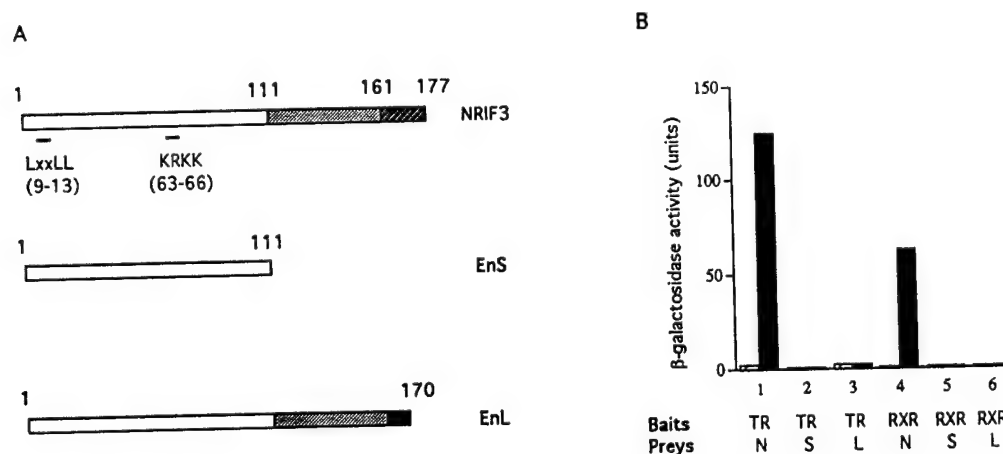 A
1 111 161 177
NRIF3
LxxLL KRKK
(9-13) (63-66)
1 111
EnS
1 170
EnL
B
β-galactosidase activity (units)
150
100
50
0
1 2 3 4 5 6
Baits TR TR TR RXR RXR RXR
Preys N S L N S L